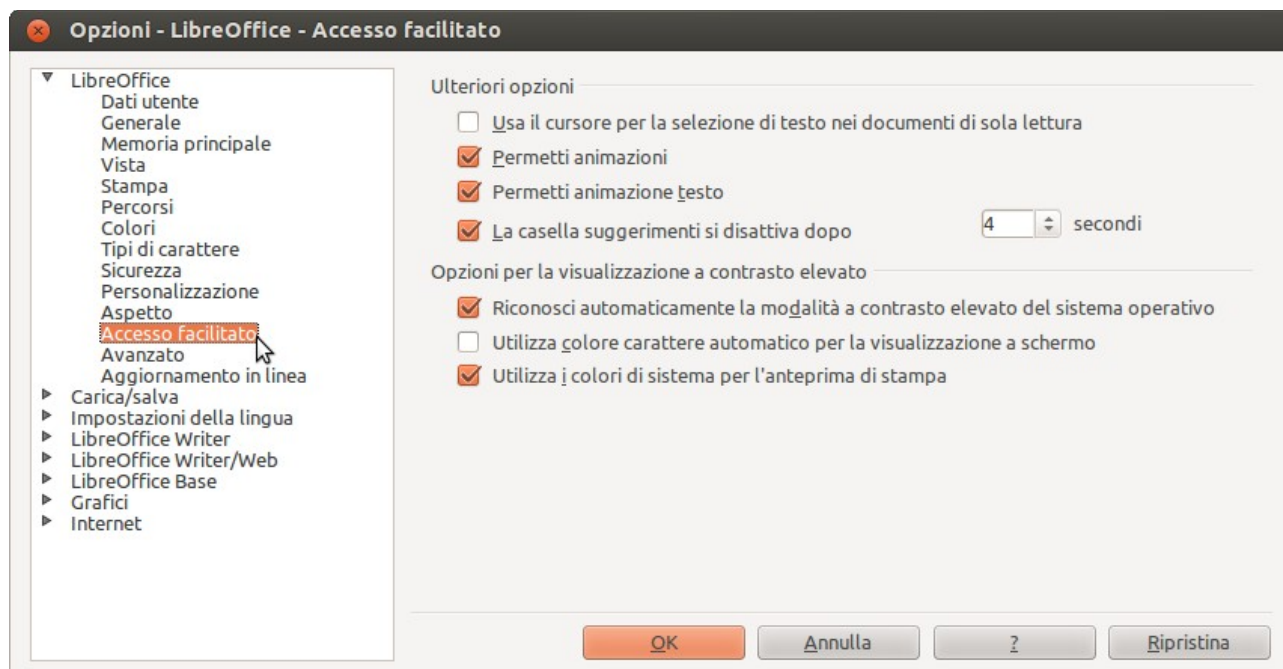 Opzioni - LibreOffice - Accesso facilitato
LibreOffice
Dati utente
Generale
Memoria principale
Vista
Stampa
Percorsi
Colori
Tipi di carattere
Sicurezza
Personalizzazione
Aspetto
Accesso facilitato
Avanzato
Aggiornamento in linea
Carica/salva
Impostazioni della lingua
LibreOffice Writer
LibreOffice Writer/Web
LibreOffice Base
Grafici
Internet
Ulteriori opzioni
Usa il cursore per la selezione di testo nei documenti di sola lettura
Permetti animazioni
Permetti animazione testo
La casella suggerimenti si disattiva dopo 4 secondi
Opzioni per la visualizzazione a contrasto elevato
Riconosci automaticamente la modalità a contrasto elevato del sistema operativo
Utilizza colore carattere automatico per la visualizzazione a schermo
Utilizza i colori di sistema per l'anteprima di stampa
OK Annulla ? Ripristina